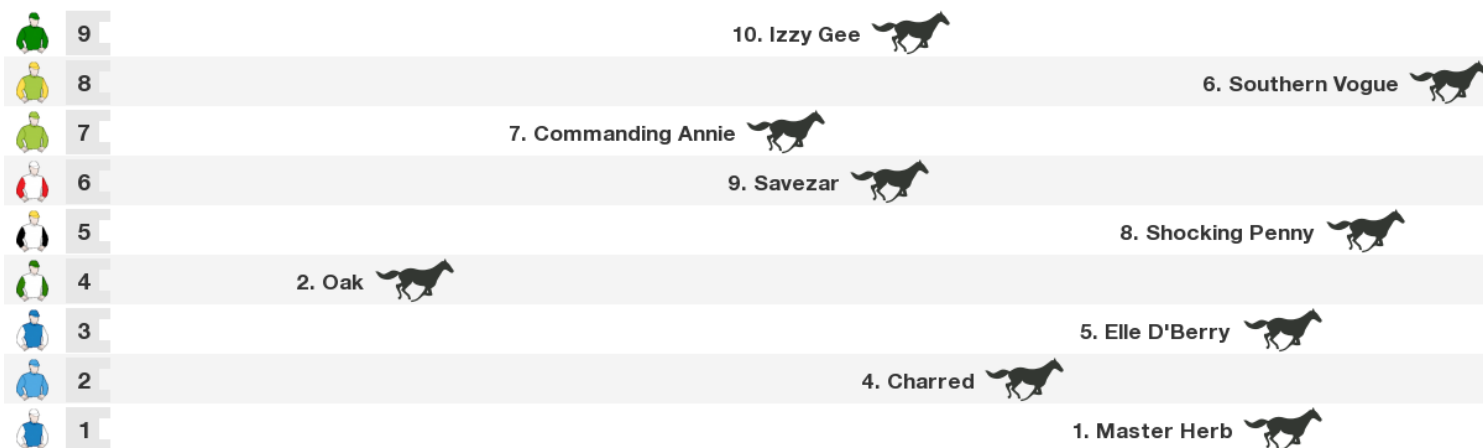 9 10. Izzy Gee
8 6. Southern Vogue
7 7. Commanding Annie
6 9. Savezar
5 8. Shocking Penny
4 2. Oak
3 5. Elle D'Berry
2 4. Charred
1 1. Master Herb